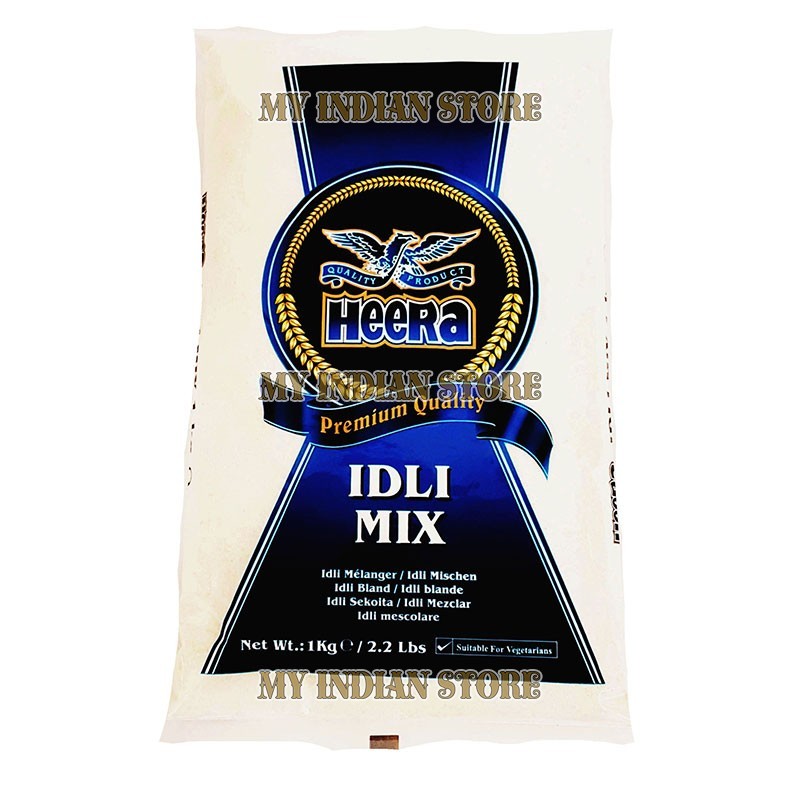 MY INDIAN STORE
QUALITY PRODUCT
HEERA
MY INDIAN STORE
Premium Quality
IDLI
MIX
Idli Mélanger / Idli Mischen
Idli Bland / Idli blande
Idli Sekoita / Idli Mezclar
Idli mescolare
Net Wt.: 1Kg ℮ / 2.2 Lbs
Suitable For Vegetarians
MY INDIAN STORE